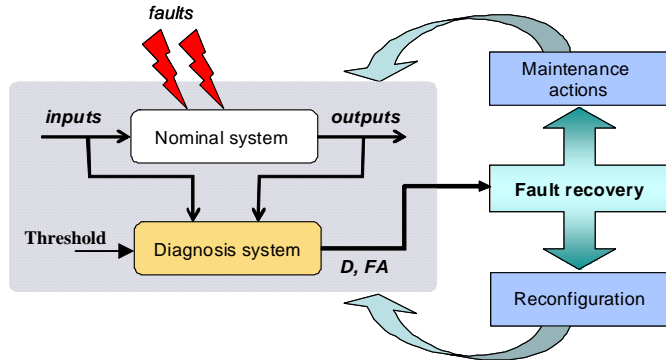 faults
Maintenance
actions
inputs
Nominal system
outputs
Fault recovery
Threshold
Diagnosis system
D, FA
Reconfiguration